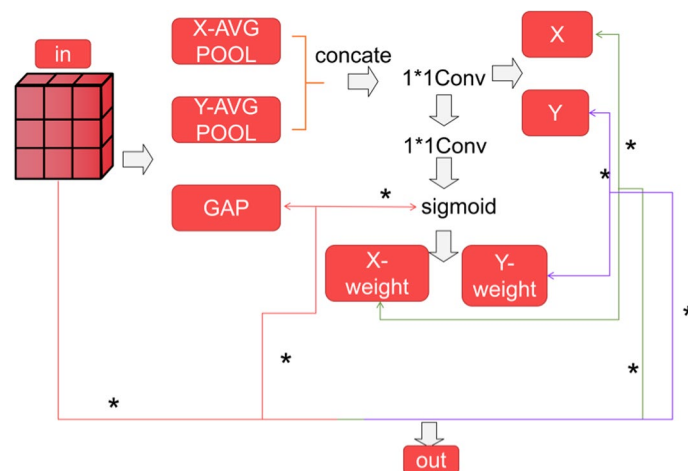 in
X-AVG
POOL
concate
X
1*1Conv
Y-AVG
POOL
Y
1*1Conv
*
*
GAP
*
sigmoid
X-
weight
Y-
weight
*
*
*
*
out